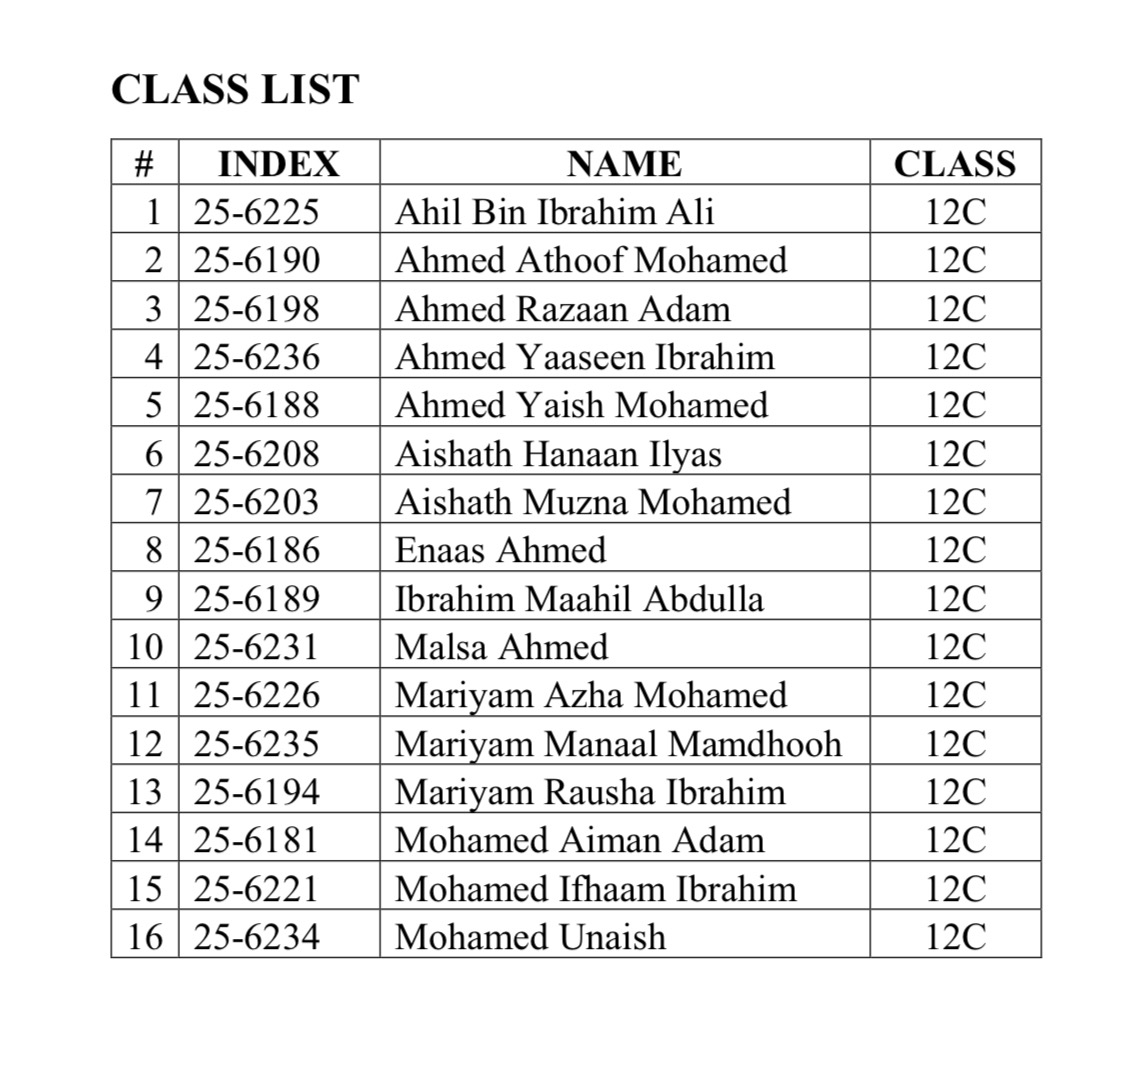 CLASS LIST
# INDEX NAME CLASS
1 25-6225 Ahil Bin Ibrahim Ali 12C
2 25-6190 Ahmed Athoof Mohamed 12C
3 25-6198 Ahmed Razaan Adam 12C
4 25-6236 Ahmed Yaaseen Ibrahim 12C
5 25-6188 Ahmed Yaish Mohamed 12C
6 25-6208 Aishath Hanaan Ilyas 12C
7 25-6203 Aishath Muzna Mohamed 12C
8 25-6186 Enaas Ahmed 12C
9 25-6189 Ibrahim Maahil Abdulla 12C
10 25-6231 Malsa Ahmed 12C
11 25-6226 Mariyam Azha Mohamed 12C
12 25-6235 Mariyam Manaal Mamdhooh 12C
13 25-6194 Mariyam Rausha Ibrahim 12C
14 25-6181 Mohamed Aiman Adam 12C
15 25-6221 Mohamed Ifhaam Ibrahim 12C
16 25-6234 Mohamed Unaish 12C